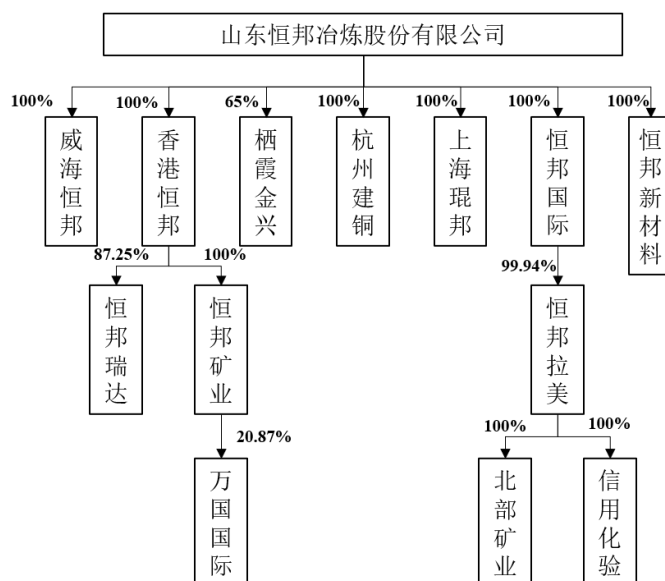 山东恒邦冶炼股份有限公司
100% 100% 65% 100% 100% 100% 100%
威海恒邦
香港恒邦
栖霞金兴
杭州建铜
上海琨邦
恒邦国际
恒邦新材料
87.25% 100% 99.94%
恒邦瑞达
恒邦矿业
恒邦拉美
20.87% 100% 100%
万国国际
北部矿业
信用化验